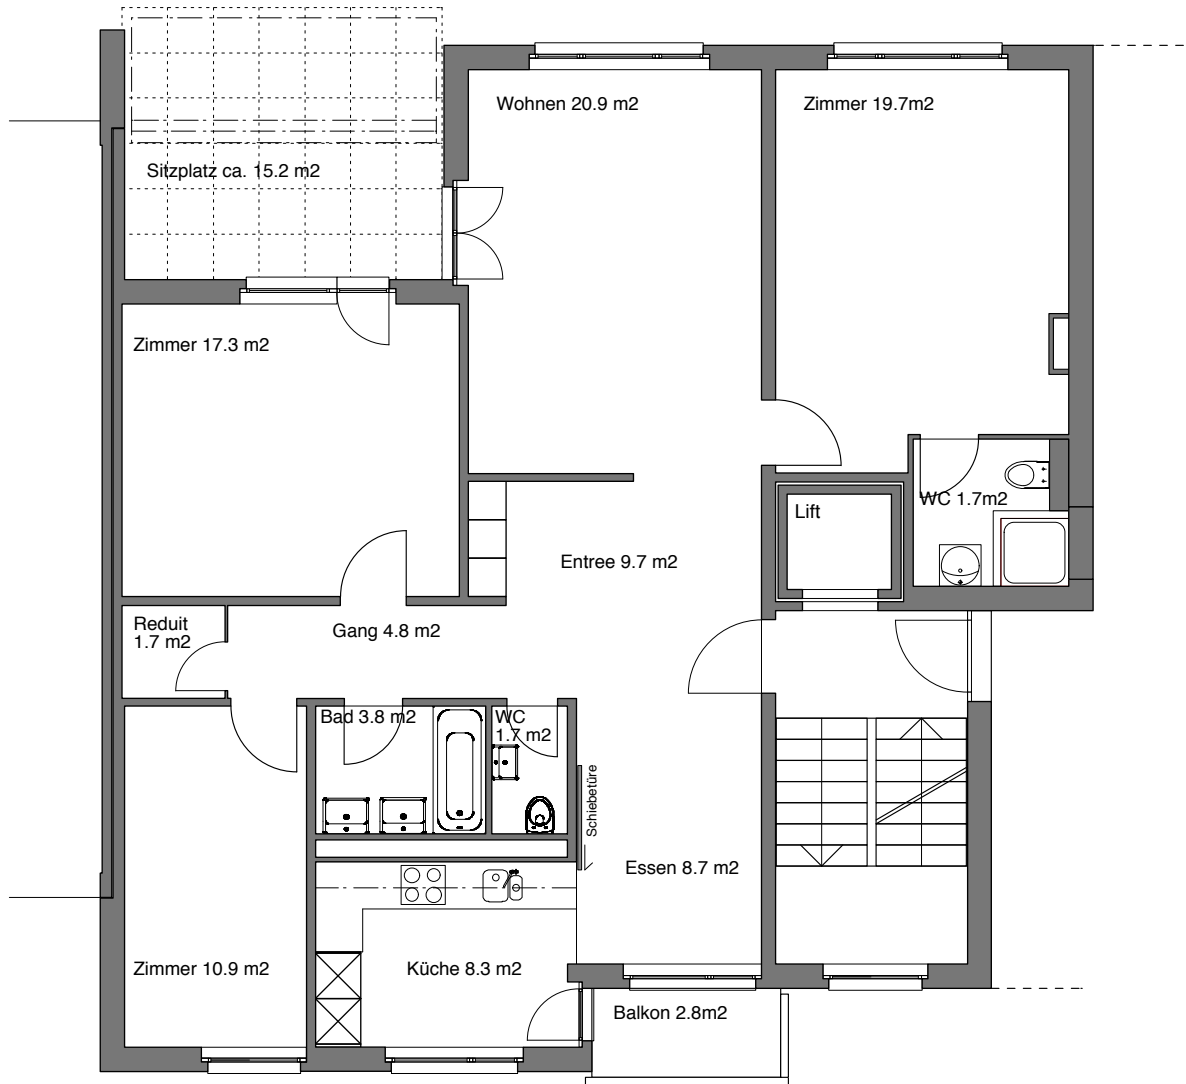 Wohnen 20.9 m2
Zimmer 19.7m2
Sitzplatz ca. 15.2 m2
Zimmer 17.3 m2
WC 1.7m2
Lift
Entree 9.7 m2
Reduit
1.7 m2
Gang 4.8 m2
Bad 3.8 m2
WC
1.7 m2
Schiebetüre
Essen 8.7 m2
Zimmer 10.9 m2
Küche 8.3 m2
Balkon 2.8m2